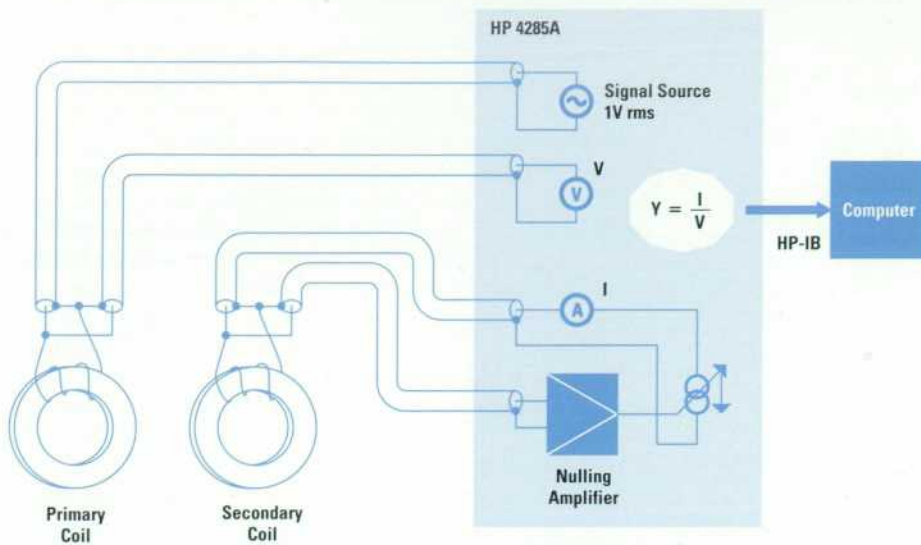 HP 4285A
Signal Source
1V rms
V
V
Y = I
V
HP-IB
Computer
I
A
Nulling
Amplifier
Primary
Coil
Secondary
Coil